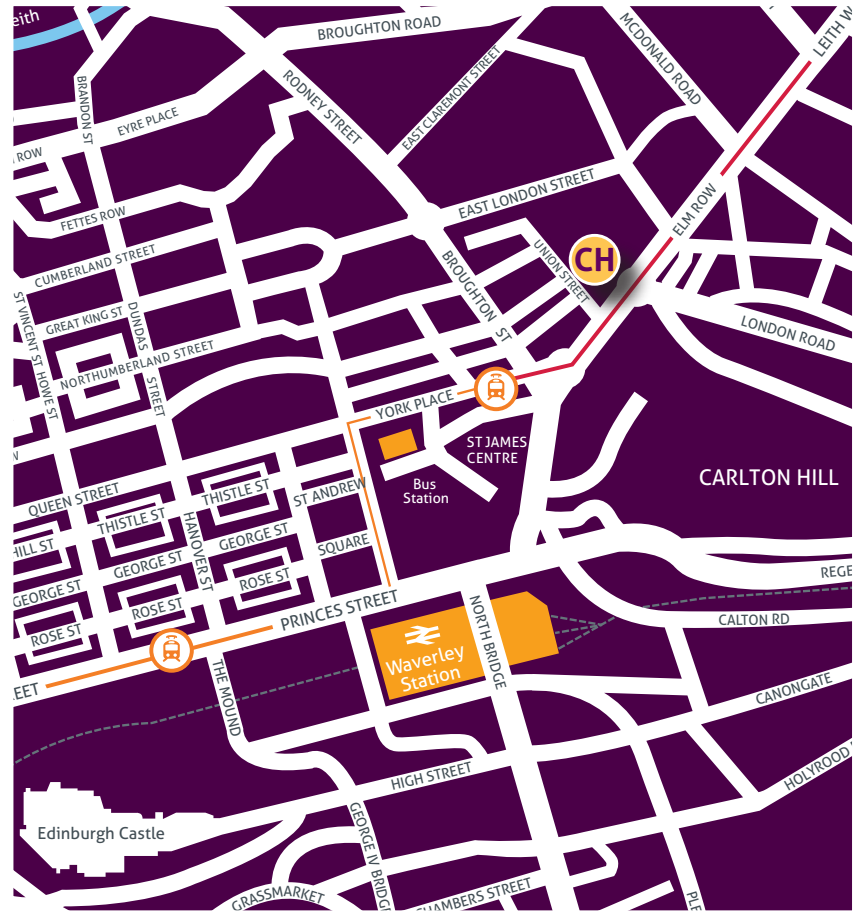 eith
BROUGHTON ROAD
MCDONALD ROAD
LEITH W
BRANDON ST
EYRE PLACE
RODNEY STREET
EAST CLAREMONT STREET
ROW
FETTES ROW
EAST LONDON STREET
ELM ROW
CUMBERLAND STREET
UNION STREET
CH
BROUGHTON ST
ST VINCENT ST
HOWE ST
GREAT KING ST
DUNDAS STREET
LONDON ROAD
NORTHUMBERLAND STREET
YORK PLACE
W
ST JAMES
CENTRE
Bus
Station
CARLTON HILL
QUEEN STREET
THISTLE ST
THISTLE ST
ST ANDREW
SQUARE
HANOVER ST
HILL ST
GEORGE ST
GEORGE ST
GEORGE ST
ROSE ST
ROSE ST
ROSE ST
PRINCES STREET
REGE
NORTH BRIDGE
CALTON RD
Waverley
Station
EET
THE MOUND
CANONGATE
HIGH STREET
HOLYROOD
Edinburgh Castle
GEORGE IV BRIDG
GRASSMARKET
CHAMBERS STREET
PLE